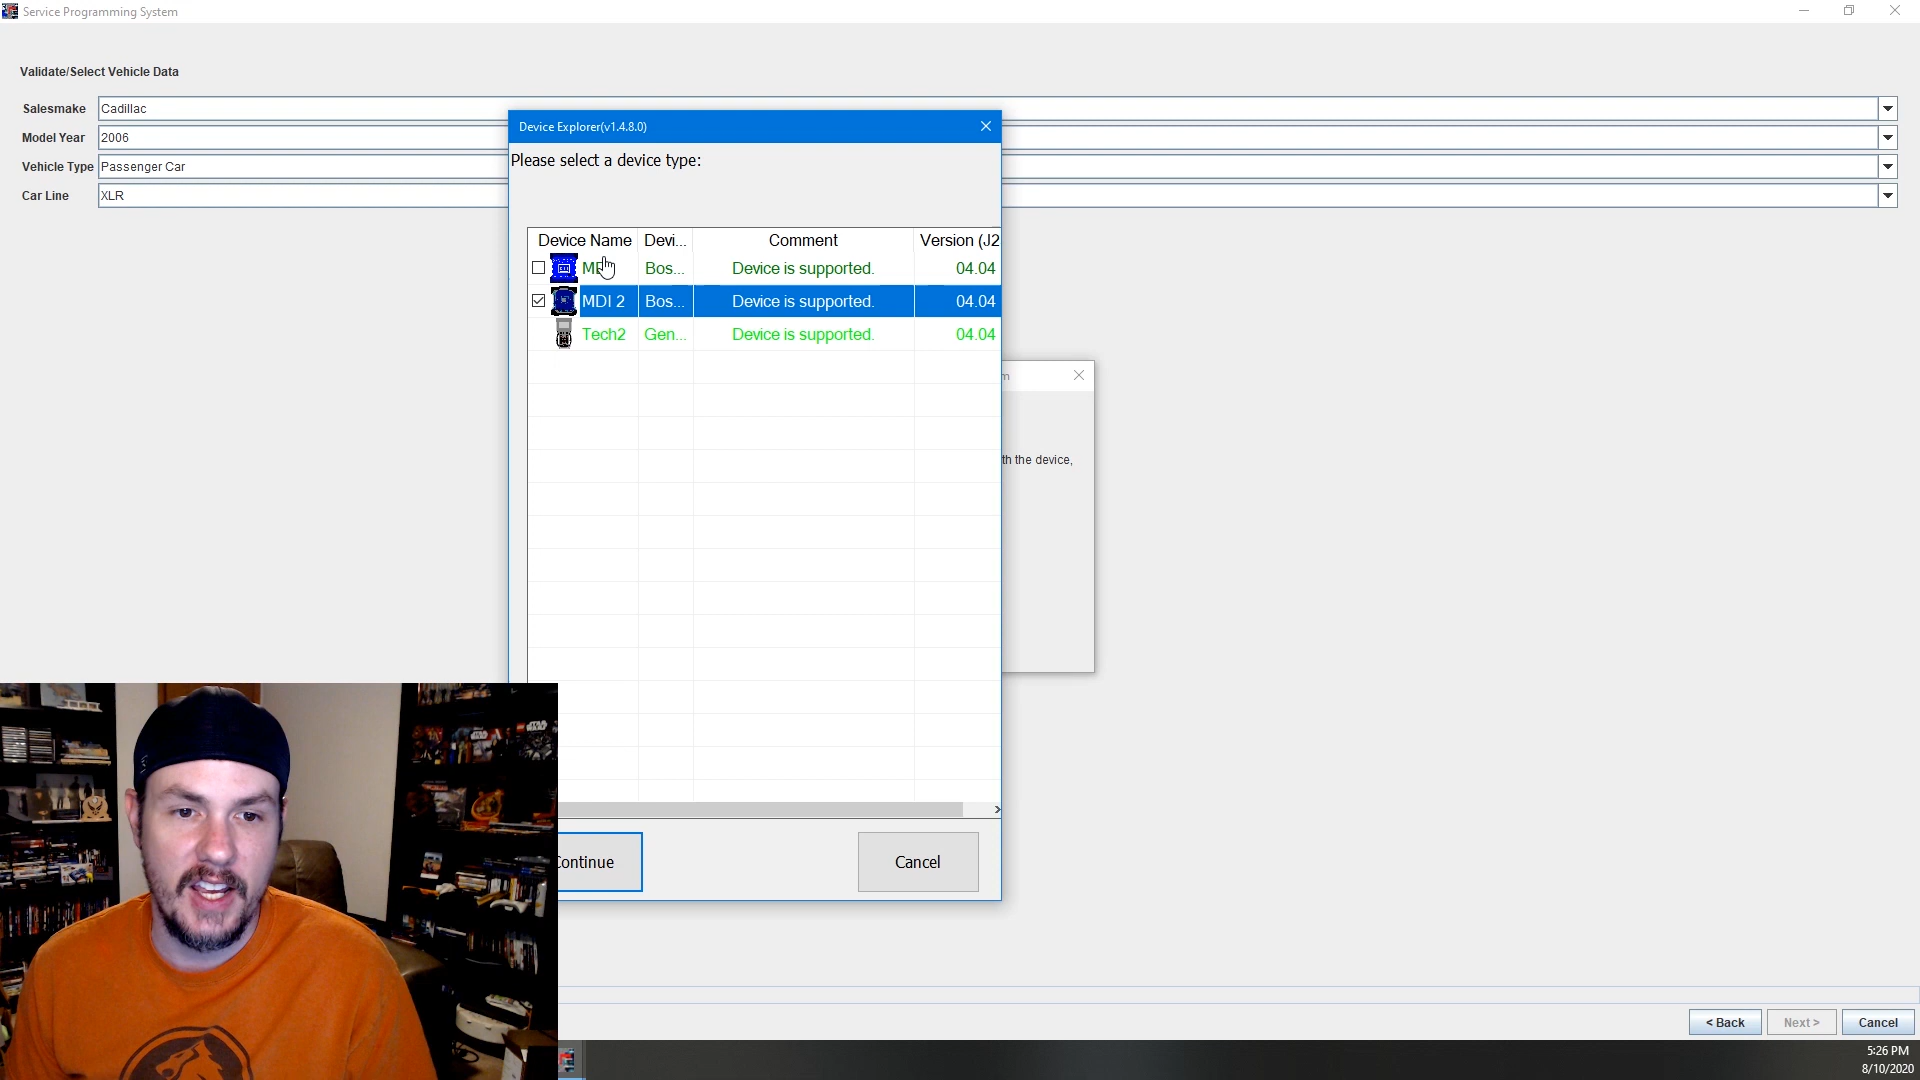 Service Programming System
Validate/Select Vehicle Data
Salesmake Cadillac
Model Year 2006
Vehicle Type Passenger Car
Car Line XLR
Device Explorer(v1.4.8.0)
Please select a device type:
Device Name Devi... Comment Version (J2
Bos... Device is supported. 04.04
MDI 2 Bos... Device is supported. 04.04
Tech2 Gen... Device is supported. 04.04
th the device,
Continue Cancel
< Back Next > Cancel
5:26 PM
8/10/2020